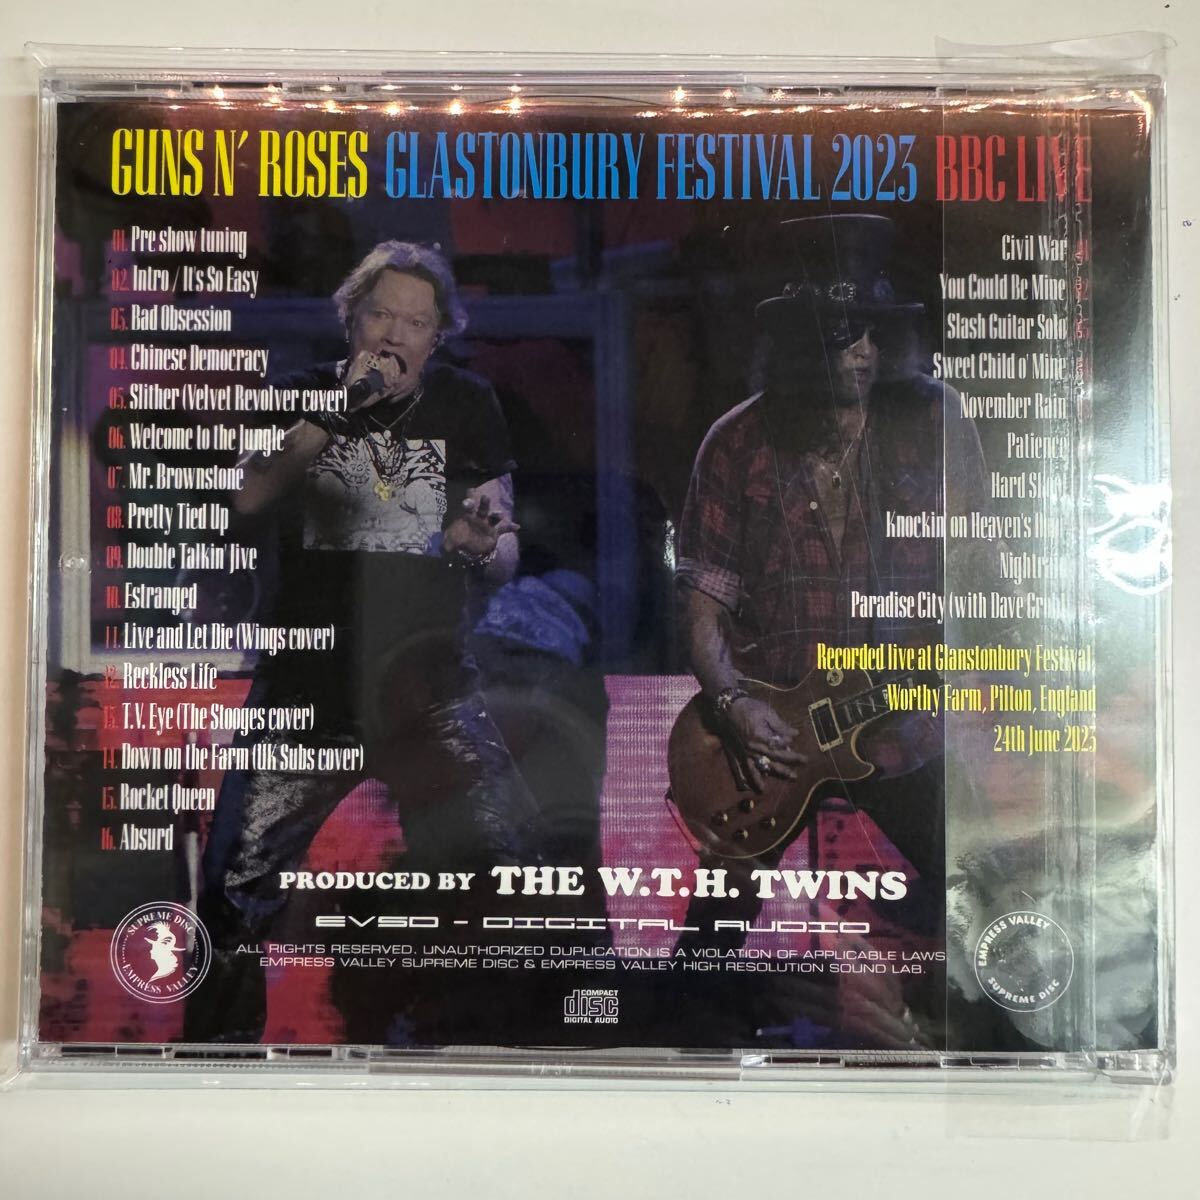 GUNS N' ROSES GLASTONBURY FESTIVAL 2023 BBC LIVE
01. Pre show tuning
02. Intro / It's So Easy
03. Bad Obsession
04. Chinese Democracy
05. Slither (Velvet Revolver cover)
06. Welcome to the Jungle
07. Mr. Brownstone
08. Pretty Tied Up
09. Double Talkin' Jive
10. Estranged
11. Live and Let Die (Wings cover)
12. Reckless Life
13. T.V. Eye (The Stooges cover)
14. Down on the Farm (UK Subs cover)
15. Rocket Queen
16. Absurd
Civil War
You Could Be Mine
Slash Guitar Solo
Sweet Child o' Mine
November Rain
Patience
Hard
Knockin' on Heaven's
Paradise City (with Dave
Recorded live at Glanstonbury Festival,
Worthy Farm, Pilton, England
24th June 2023
PRODUCED BY THE W.T.H. TWINS
EVSD - DIGITAL AUDIO
ALL RIGHTS RESERVED. UNAUTHORIZED DUPLICATION IS A VIOLATION OF APPLICABLE LAWS
EMPRESS VALLEY SUPREME DISC & EMPRESS VALLEY HIGH RESOLUTION SOUND LAB.
SUPREME DISC
EMPRESS VALLEY
COMPACT
disc
DIGITAL AUDIO
EMPRESS VALLEY
SUPREME DISC